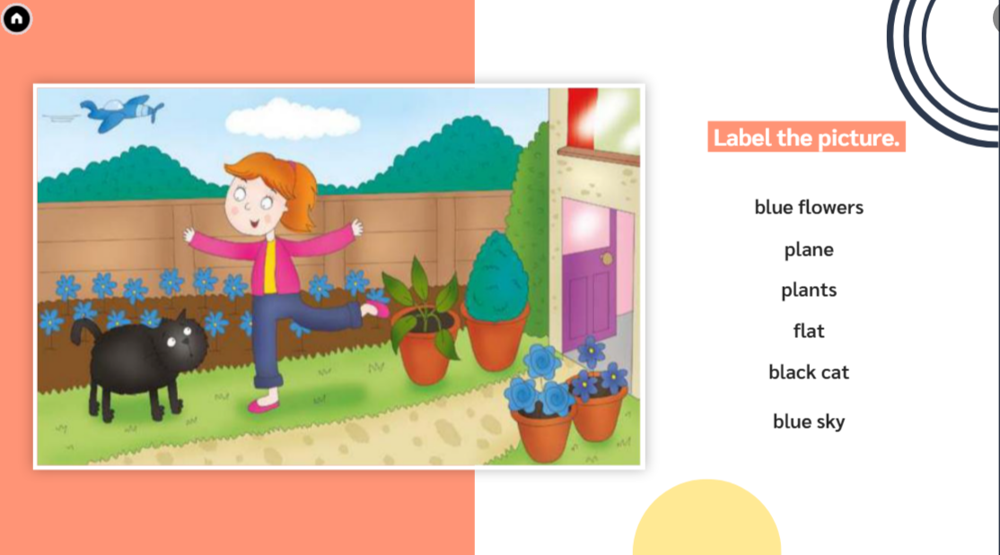 Label the picture.
blue flowers
plane
plants
flat
black cat
blue sky